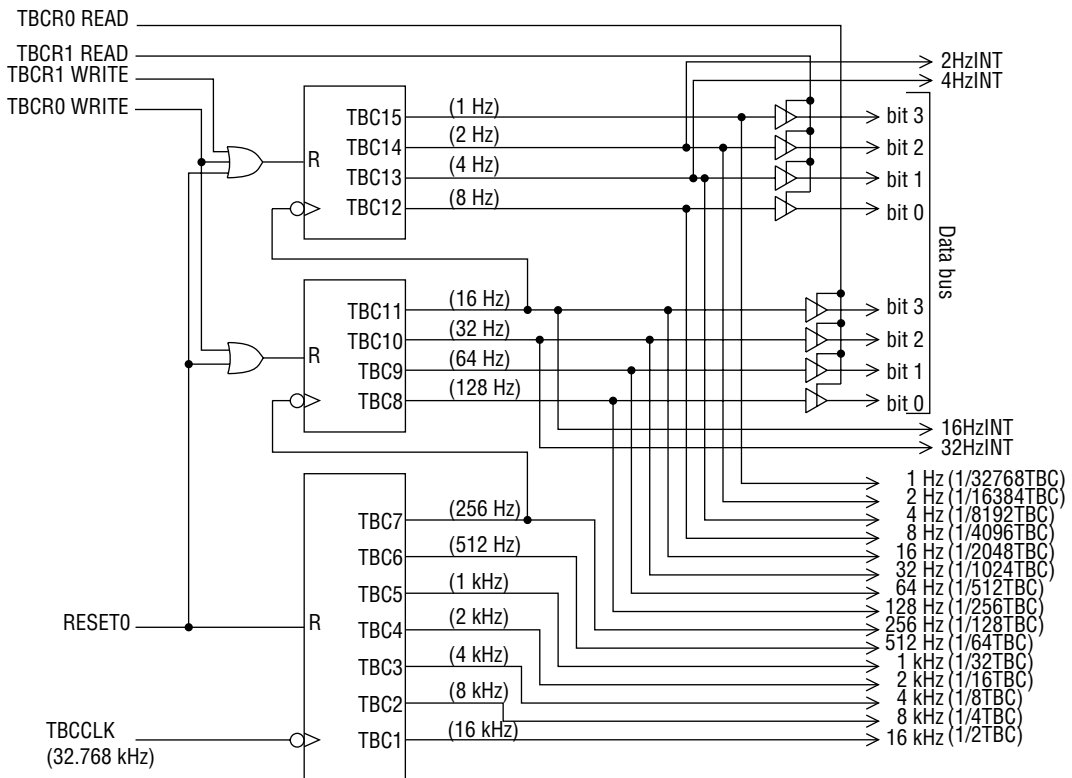 TBCR0 READ
TBCR1 READ
TBCR1 WRITE
TBCR0 WRITE
2HzINT
4HzINT
R
TBC15 (1 Hz) bit 3
TBC14 (2 Hz) bit 2
TBC13 (4 Hz) bit 1
TBC12 (8 Hz) bit 0
Data bus
R
TBC11 (16 Hz) bit 3
TBC10 (32 Hz) bit 2
TBC9 (64 Hz) bit 1
TBC8 (128 Hz) bit 0
16HzINT
32HzINT
RESET0
R
TBCCLK
(32.768 kHz)
TBC7 (256 Hz)
TBC6 (512 Hz)
TBC5 (1 kHz)
TBC4 (2 kHz)
TBC3 (4 kHz)
TBC2 (8 kHz)
TBC1 (16 kHz)
1 Hz (1/32768TBC)
2 Hz (1/16384TBC)
4 Hz (1/8192TBC)
8 Hz (1/4096TBC)
16 Hz (1/2048TBC)
32 Hz (1/1024TBC)
64 Hz (1/512TBC)
128 Hz (1/256TBC)
256 Hz (1/128TBC)
512 Hz (1/64TBC)
1 kHz (1/32TBC)
2 kHz (1/16TBC)
4 kHz (1/8TBC)
8 kHz (1/4TBC)
16 kHz (1/2TBC)